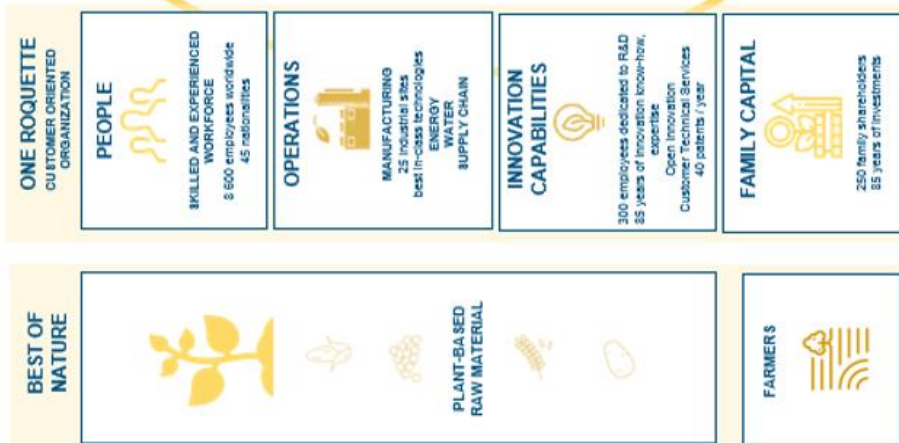 BEST OF
NATURE
PLANT-BASED
RAW MATERIAL
FARMERS
ONE ROQUETTE
CUSTOMER ORIENTED
ORGANIZATION
PEOPLE
SKILLED AND EXPERIENCED
WORKFORCE
8 600 employees worldwide
45 nationalities
OPERATIONS
MANUFACTURING
25 industrial sites
best in-class technologies
ENERGY
WATER
SUPPLY CHAIN
INNOVATION
CAPABILITIES
300 employees dedicated to R&D
85 years of innovation know-how,
expertise
Open Innovation
Customer Technical Services
40 patents / year
FAMILY CAPITAL
250 family shareholders
85 years of investments